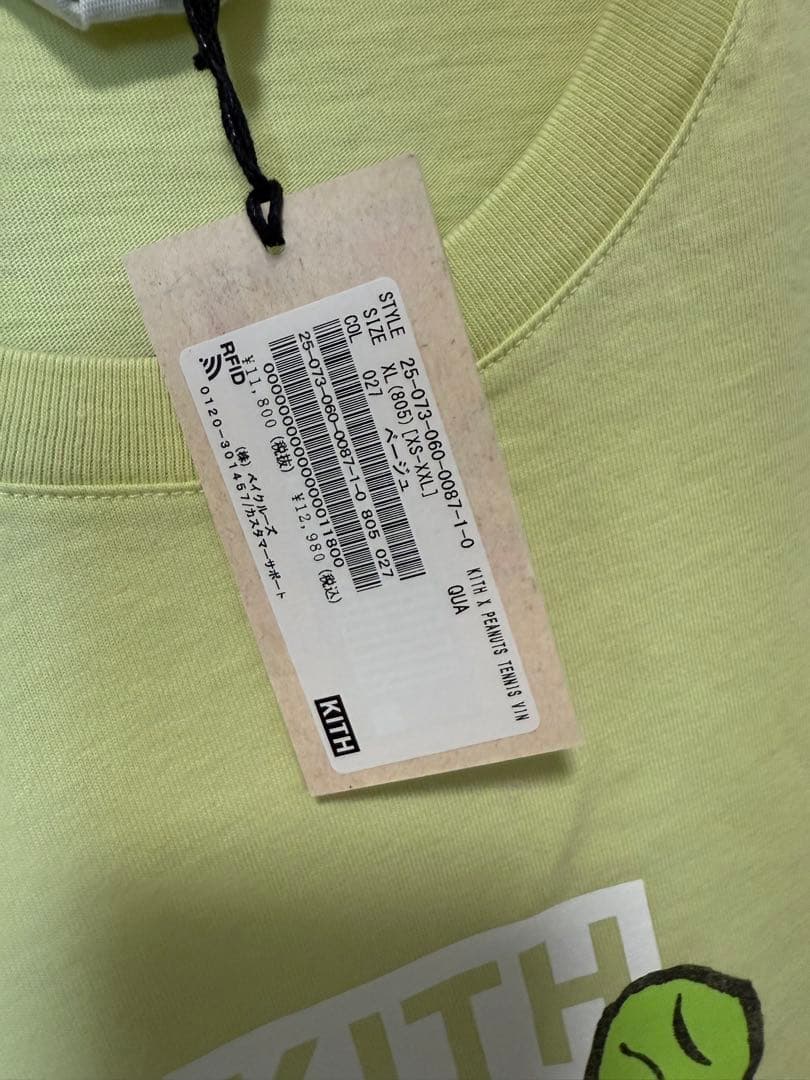 STYLE 25-073-060-0087-1-0 KITH X PEANUTS TENNIS VIN
SIZE XL(805) [XS-XXL] QUA
COL 027 ベージュ
25-073-060-0087-1-0 805 027
0000000000000000011800
¥11,800 (税抜) ¥12,980 (税込)
RFID
(株) ベイクルーズ
0120-301457/カスタマーサポート
KITH
KITH